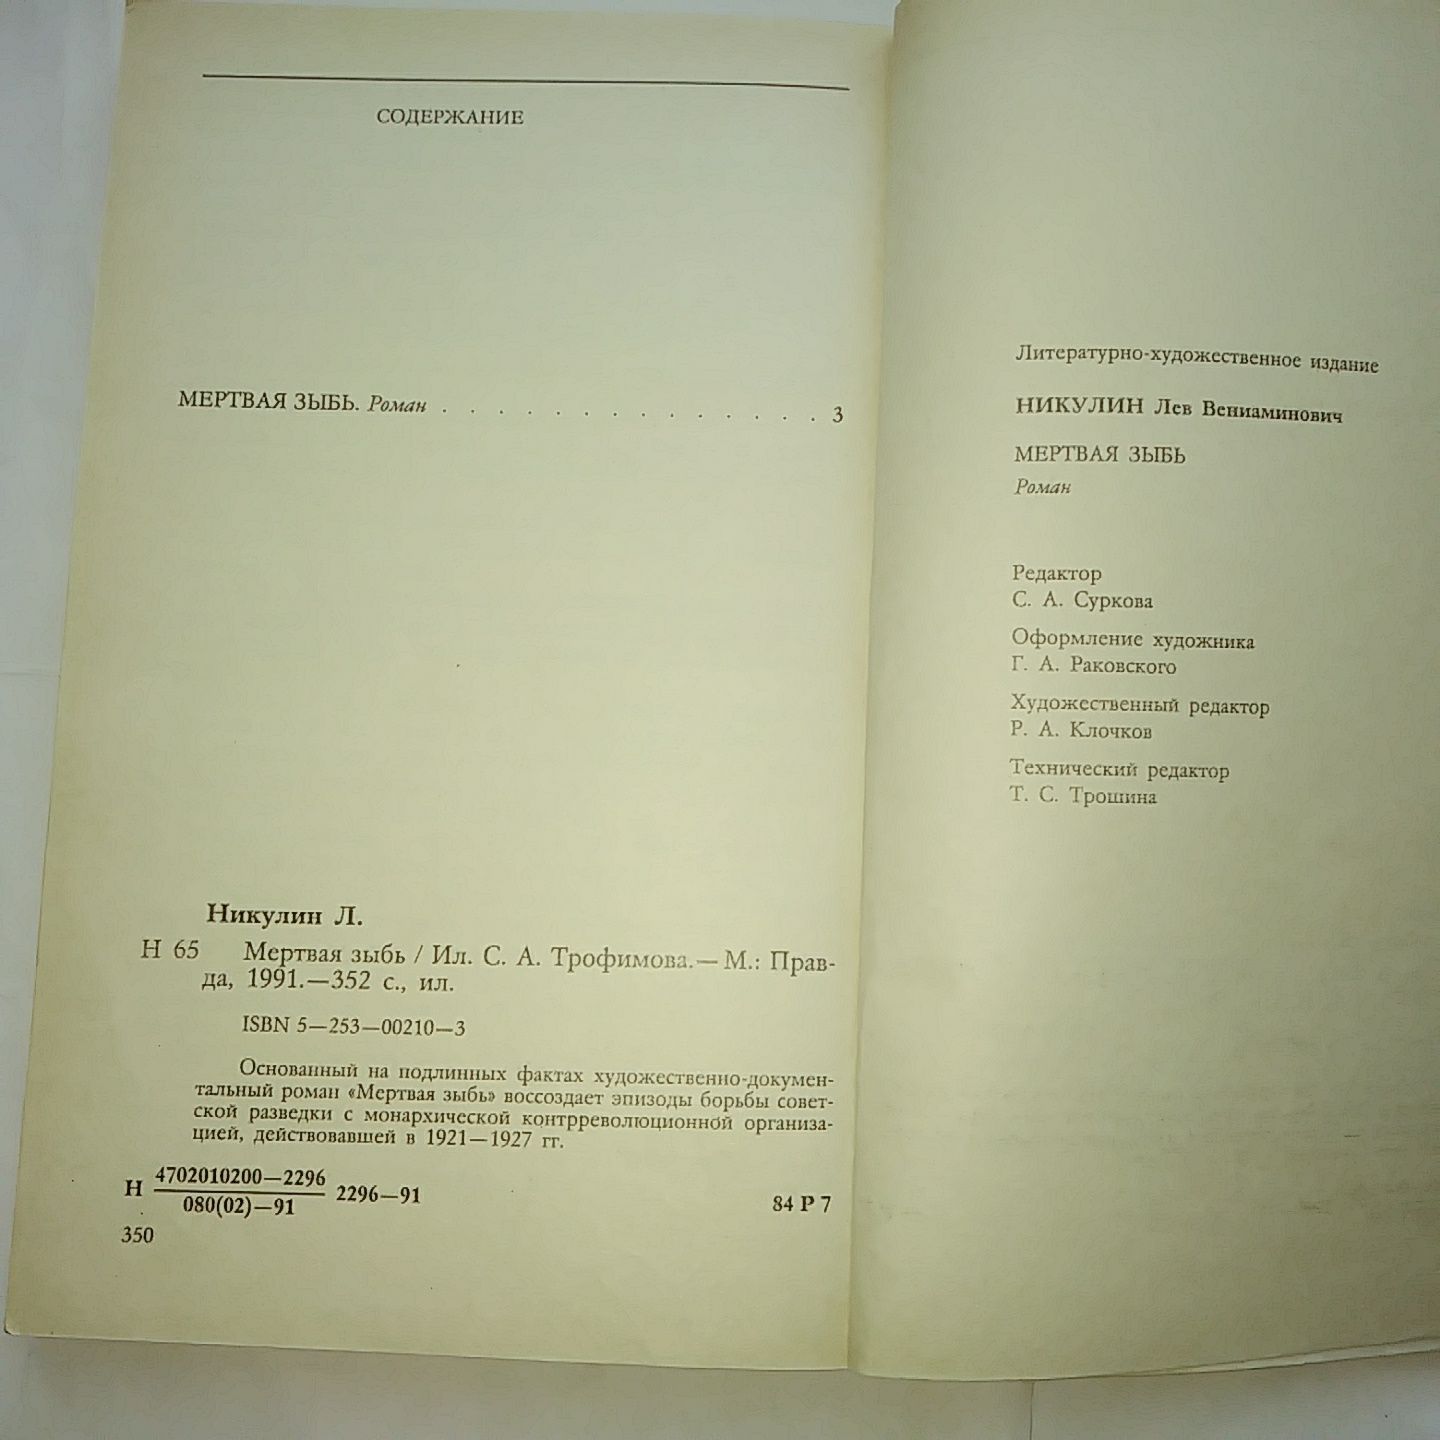 СОДЕРЖАНИЕ
МЕРТВАЯ ЗЫБЬ. Роман . . . . . . . . . . . . . . 3
Никулин Л.
Н 65 Мертвая зыбь / Ил. С. А. Трофимова.— М.: Прав-
да, 1991.—352 с., ил.
ISBN 5—253—00210—3
Основанный на подлинных фактах художественно-докумен-
тальный роман «Мертвая зыбь» воссоздает эпизоды борьбы совет-
ской разведки с монархической контрреволюционной организа-
цией, действовавшей в 1921—1927 гг.
Н 4702010200—2296
080(02)—91 2296—91 84 Р 7
350
Литературно-художественное издание
НИКУЛИН Лев Вениаминович
МЕРТВАЯ ЗЫБЬ
Роман
Редактор
С. А. Суркова
Оформление художника
Г. А. Раковского
Художественный редактор
Р. А. Клочков
Технический редактор
Т. С. Трошина